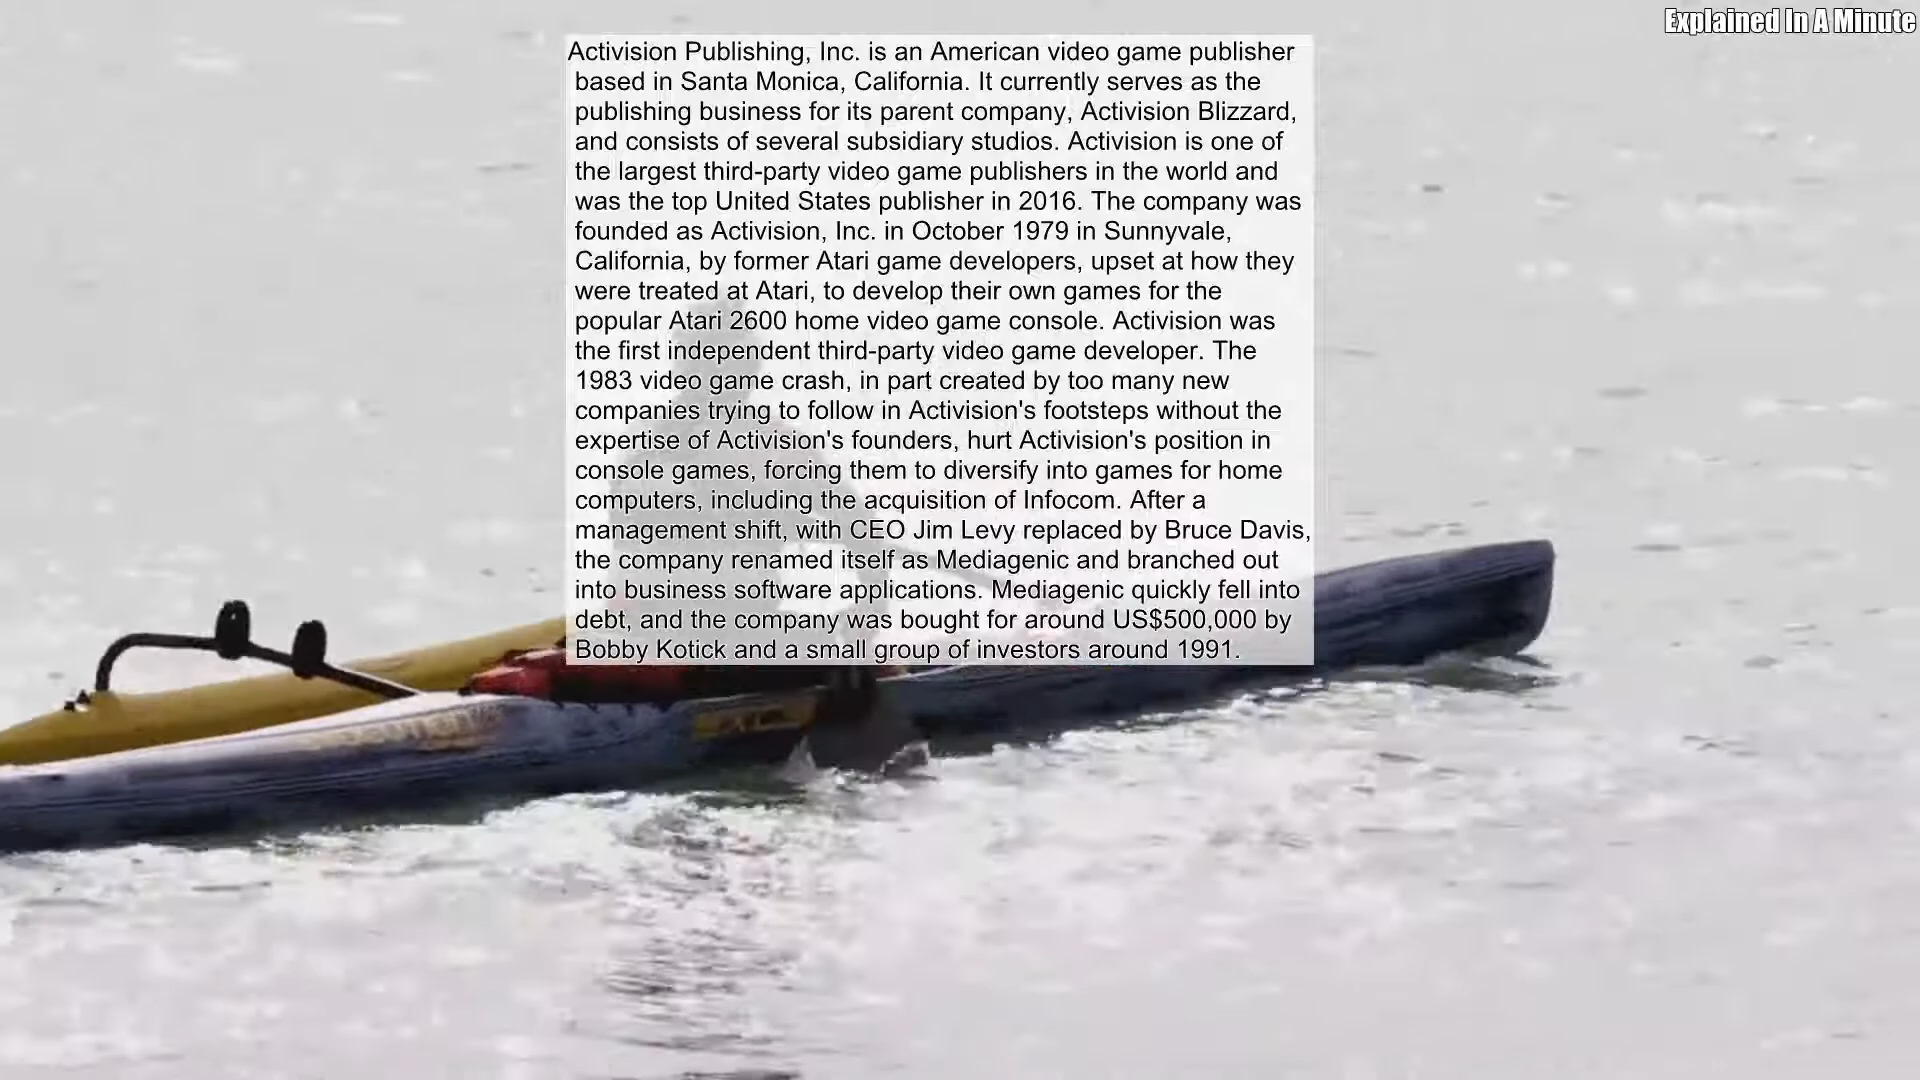 Explained In A Minute
Activision Publishing, Inc. is an American video game publisher
based in Santa Monica, California. It currently serves as the
publishing business for its parent company, Activision Blizzard,
and consists of several subsidiary studios. Activision is one of
the largest third-party video game publishers in the world and
was the top United States publisher in 2016. The company was
founded as Activision, Inc. in October 1979 in Sunnyvale,
California, by former Atari game developers, upset at how they
were treated at Atari, to develop their own games for the
popular Atari 2600 home video game console. Activision was
the first independent third-party video game developer. The
1983 video game crash, in part created by too many new
companies trying to follow in Activision's footsteps without the
expertise of Activision's founders, hurt Activision's position in
console games, forcing them to diversify into games for home
computers, including the acquisition of Infocom. After a
management shift, with CEO Jim Levy replaced by Bruce Davis,
the company renamed itself as Mediagenic and branched out
into business software applications. Mediagenic quickly fell into
debt, and the company was bought for around US$500,000 by
Bobby Kotick and a small group of investors around 1991.